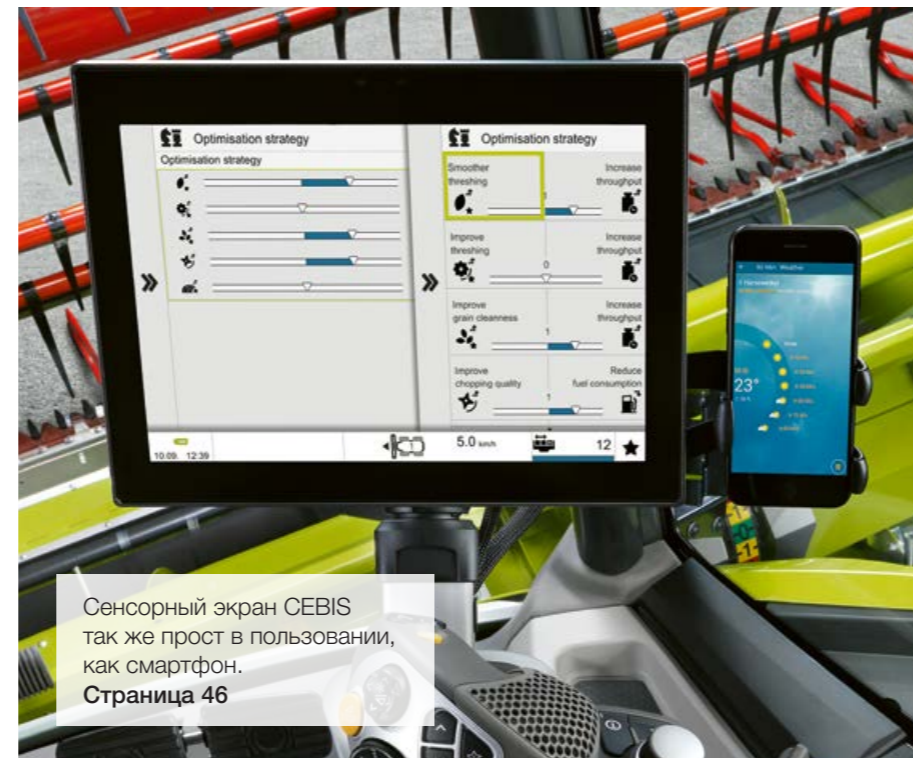 Optimisation strategy
Optimisation strategy
Optimisation strategy
Smoother
threshing
Increase
throughput
1
Improve
threshing
Increase
throughput
0
Improve
grain cleanness
Increase
throughput
1
Improve
chopping quality
Reduce
fuel consumption
1
10.09. 12:39
5.0 km/h
12
Weather
23°
Сенсорный экран CEBIS
так же прост в пользовании,
как смартфон.
Страница 46